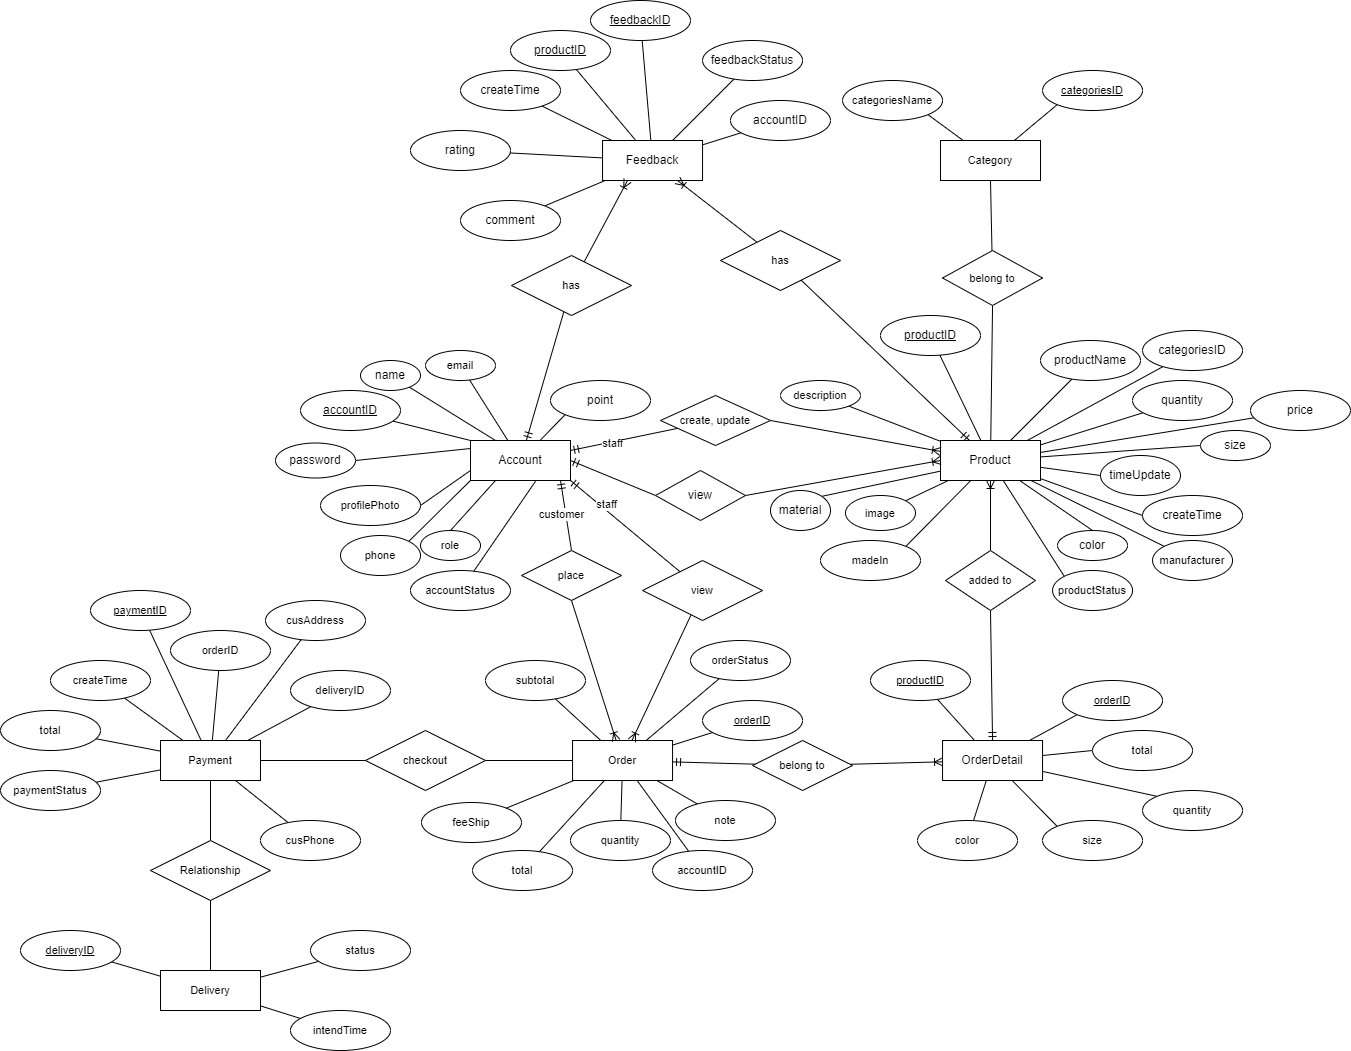 feedbackID
productID
feedbackStatus
createTime
categoriesID
categoriesName
accountID
rating
Feedback
Category
comment
has
has
belong to
productID
categoriesID
productName
email
name
description
point
quantity
accountID
price
create, update
staff
size
password
Account
Product
timeUpdate
view
profilePhoto
staff
material
image
createTime
customer
role
color
phone
madeIn
manufacturer
place
added to
accountStatus
view
productStatus
paymentID
cusAddress
orderID
orderStatus
createTime
subtotal
productID
deliveryID
orderID
orderID
total
total
Payment
checkout
Order
belong to
OrderDetail
paymentStatus
quantity
feeShip
note
cusPhone
quantity
color
size
Relationship
total
accountID
deliveryID
status
Delivery
intendTime